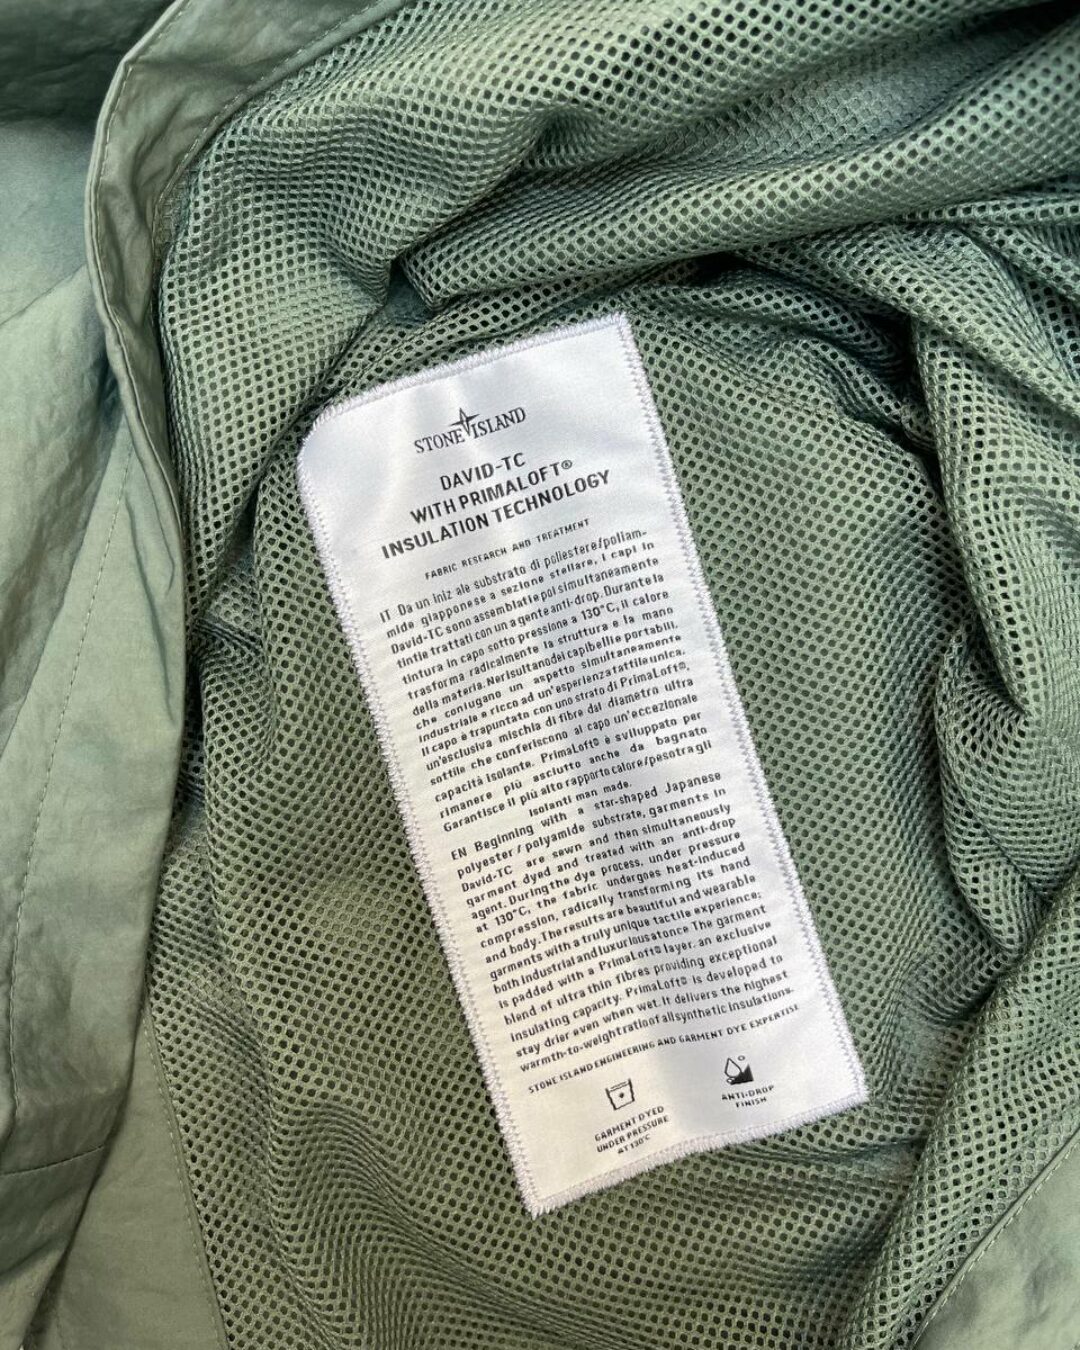 STONE ISLAND
DAVID-TC
WITH PRIMALOFT®
INSULATION TECHNOLOGY
FABRIC RESEARCH AND TREATMENT
IT Da un iniz ale substrato di poliestere/poliam-
mide giapponese a sezione stellare, i capi in
David-TC sono assemblati e poi simultaneamente
tinti e trattati con un agente anti-drop. Durante la
tintura in capo sotto pressione a 130°C, il calore
trasforma radicalmente la struttura e la mano
della materia. Ne risultano dei capi belli e portabili,
che coniugano un aspetto simultaneamente
industriale e ricco ad un'esperienza tattile unica.
Il capo è trapuntato con uno strato di PrimaLoft®,
un'esclusiva mischia di fibre dal diametro ultra
sottile che conferiscono al capo un'eccezionale
capacità isolante. PrimaLoft® è sviluppato per
rimanere più asciutto anche da bagnato
Garantisce il più alto rapporto calore/peso tra gli
isolanti man made.
EN Beginning with a star-shaped Japanese
polyester / polyamide substrate, garments in
David-TC are sewn and then simultaneously
garment dyed and treated with an anti-drop
agent. During the dye process, under pressure
at 130°C, the fabric undergoes heat-induced
compression, radically transforming its hand
and body. The results are beautiful and wearable
garments with a truly unique tactile experience;
both industrial and luxurious at once The garment
is padded with a PrimaLoft® layer. an exclusive
blend of ultra thin fibres providing exceptional
insulating capacity. PrimaLoft® is developed to
stay drier even when wet. It delivers the highest
warmth-to-weight ration of all synthetic insulations.
STONE ISLAND ENGINEERING AND GARMENT DYE EXPERTISE
GARMENT DYED
UNDER PRESSURE
AT 130°C
ANTI-DROP
FINISH